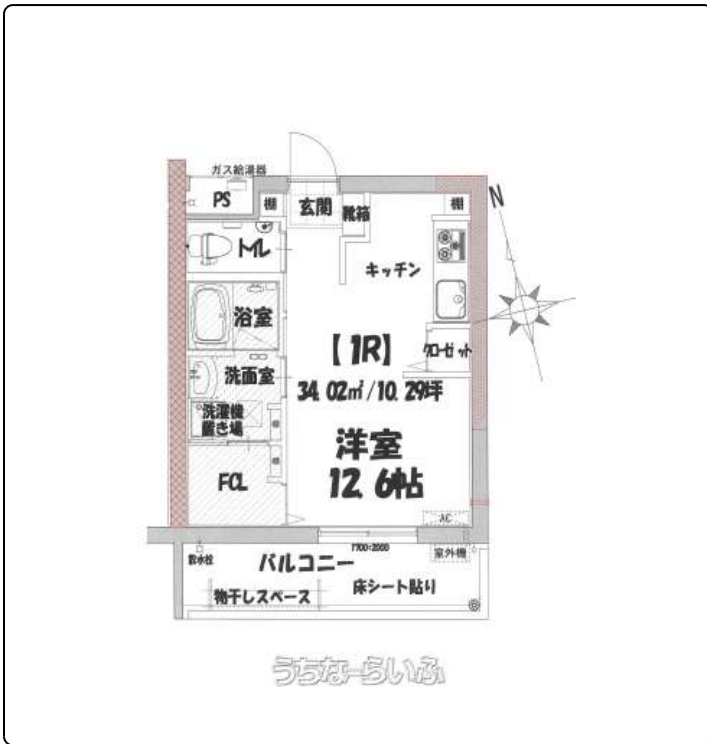 ガス給湯器
PS
棚
玄関
靴箱
棚
N
トイレ
キッチン
浴室
【1R】
クローゼット
洗面室
34.02㎡/10.29坪
洗濯機
置き場
洋室
12.6帖
FCL
棚
棚
AC
1700×2000
散水栓
バルコニー
室外機
物干しスペース
床シート貼り
うちなーらいふ